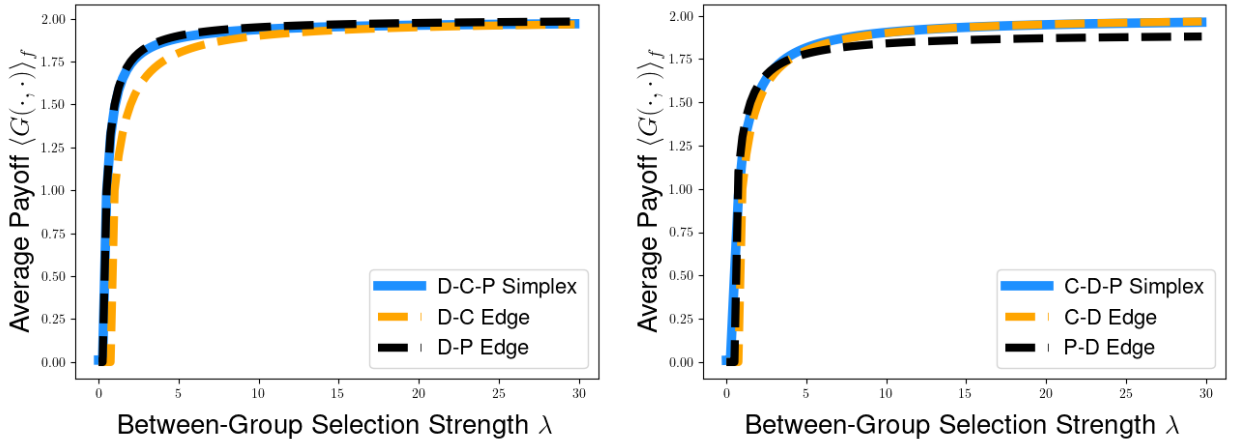 2.00
1.75
1.50
1.25
1.00
0.75
0.50
0.25
0.00
Average Payoff ⟨G(·,·)⟩_f
D-C-P Simplex
D-C Edge
D-P Edge
0 5 10 15 20 25 30
Between-Group Selection Strength λ
2.00
1.75
1.50
1.25
1.00
0.75
0.50
0.25
0.00
Average Payoff ⟨G(·,·)⟩_f
C-D-P Simplex
C-D Edge
P-D Edge
0 5 10 15 20 25 30
Between-Group Selection Strength λ